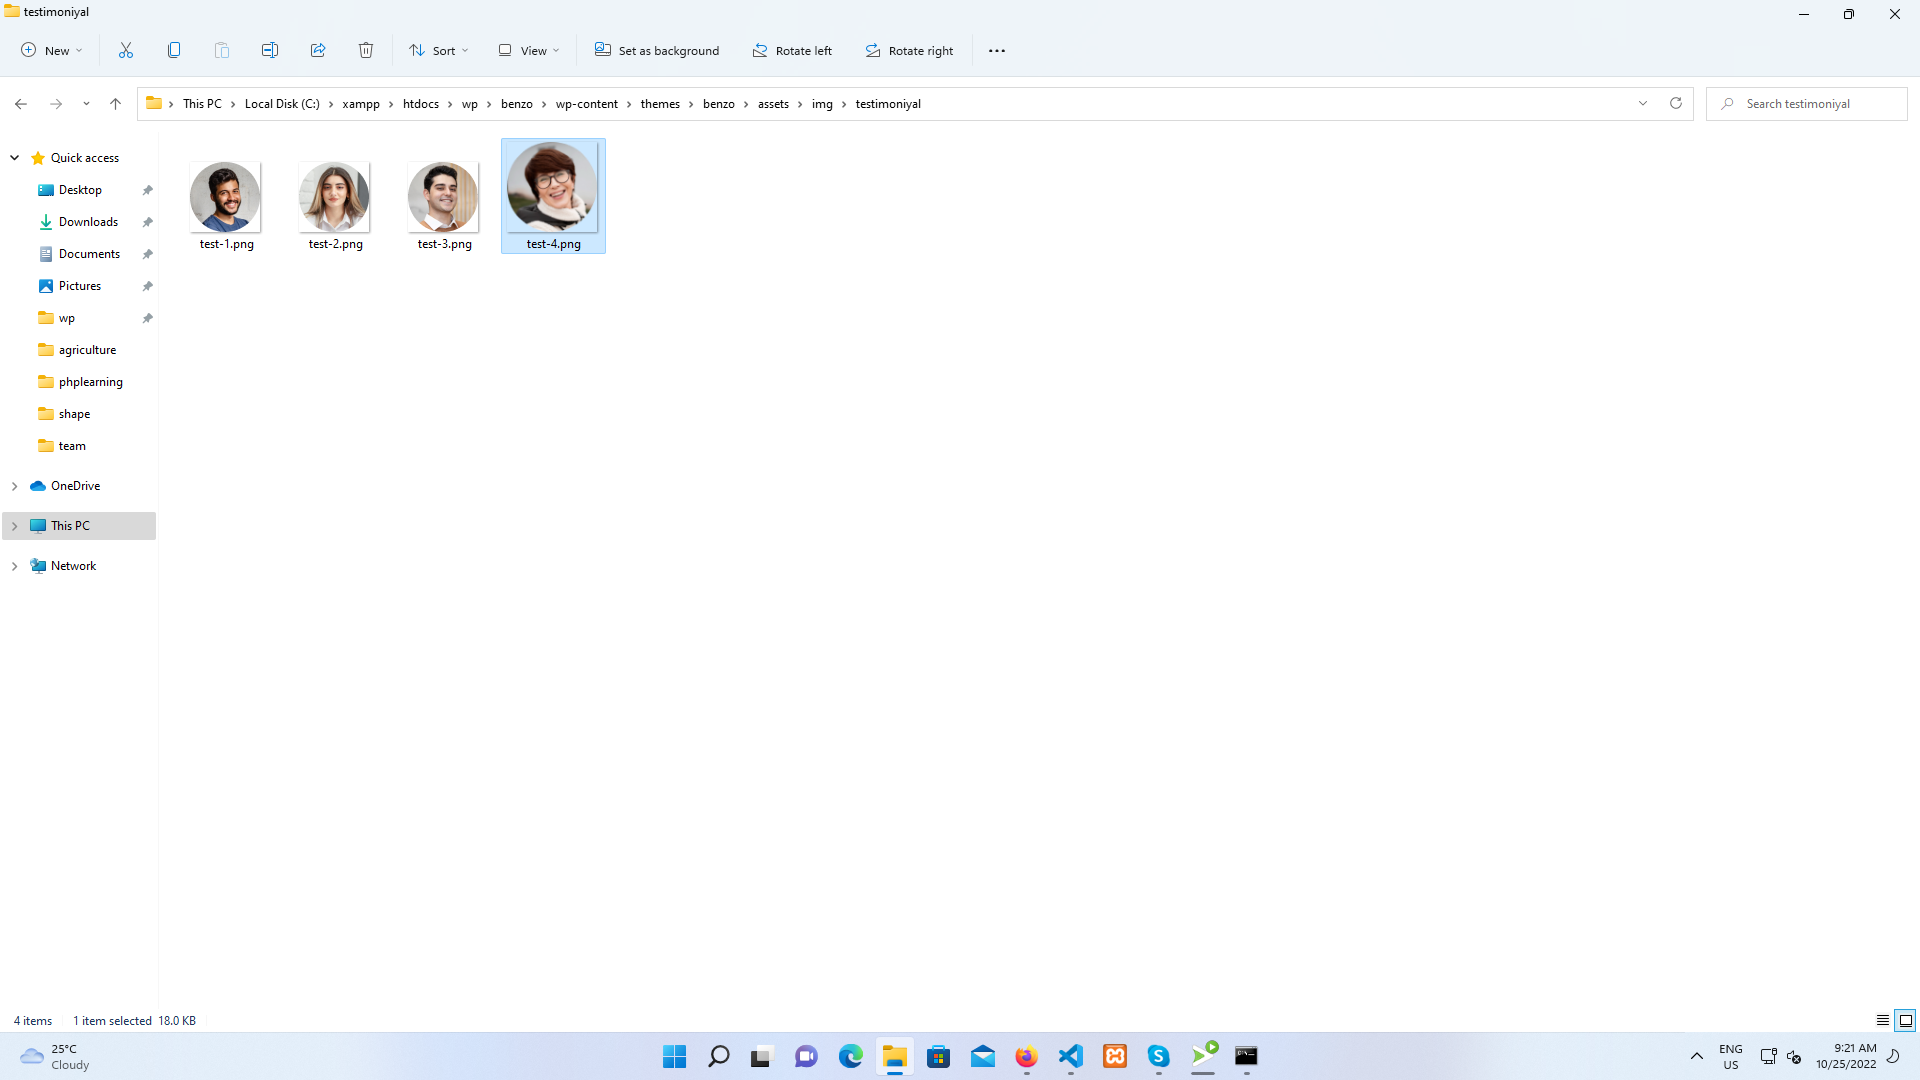 testimoniyal
New
Sort
View
Set as background
Rotate left
Rotate right
This PC > Local Disk (C:) > xampp > htdocs > wp > benzo > wp-content > themes > benzo > assets > img > testimoniyal
Search testimoniyal
Quick access
Desktop
Downloads
Documents
Pictures
wp
agriculture
phplearning
shape
team
OneDrive
This PC
Network
test-1.png
test-2.png
test-3.png
test-4.png
4 items
1 item selected 18.0 KB
25°C
Cloudy
ENG
US
9:21 AM
10/25/2022